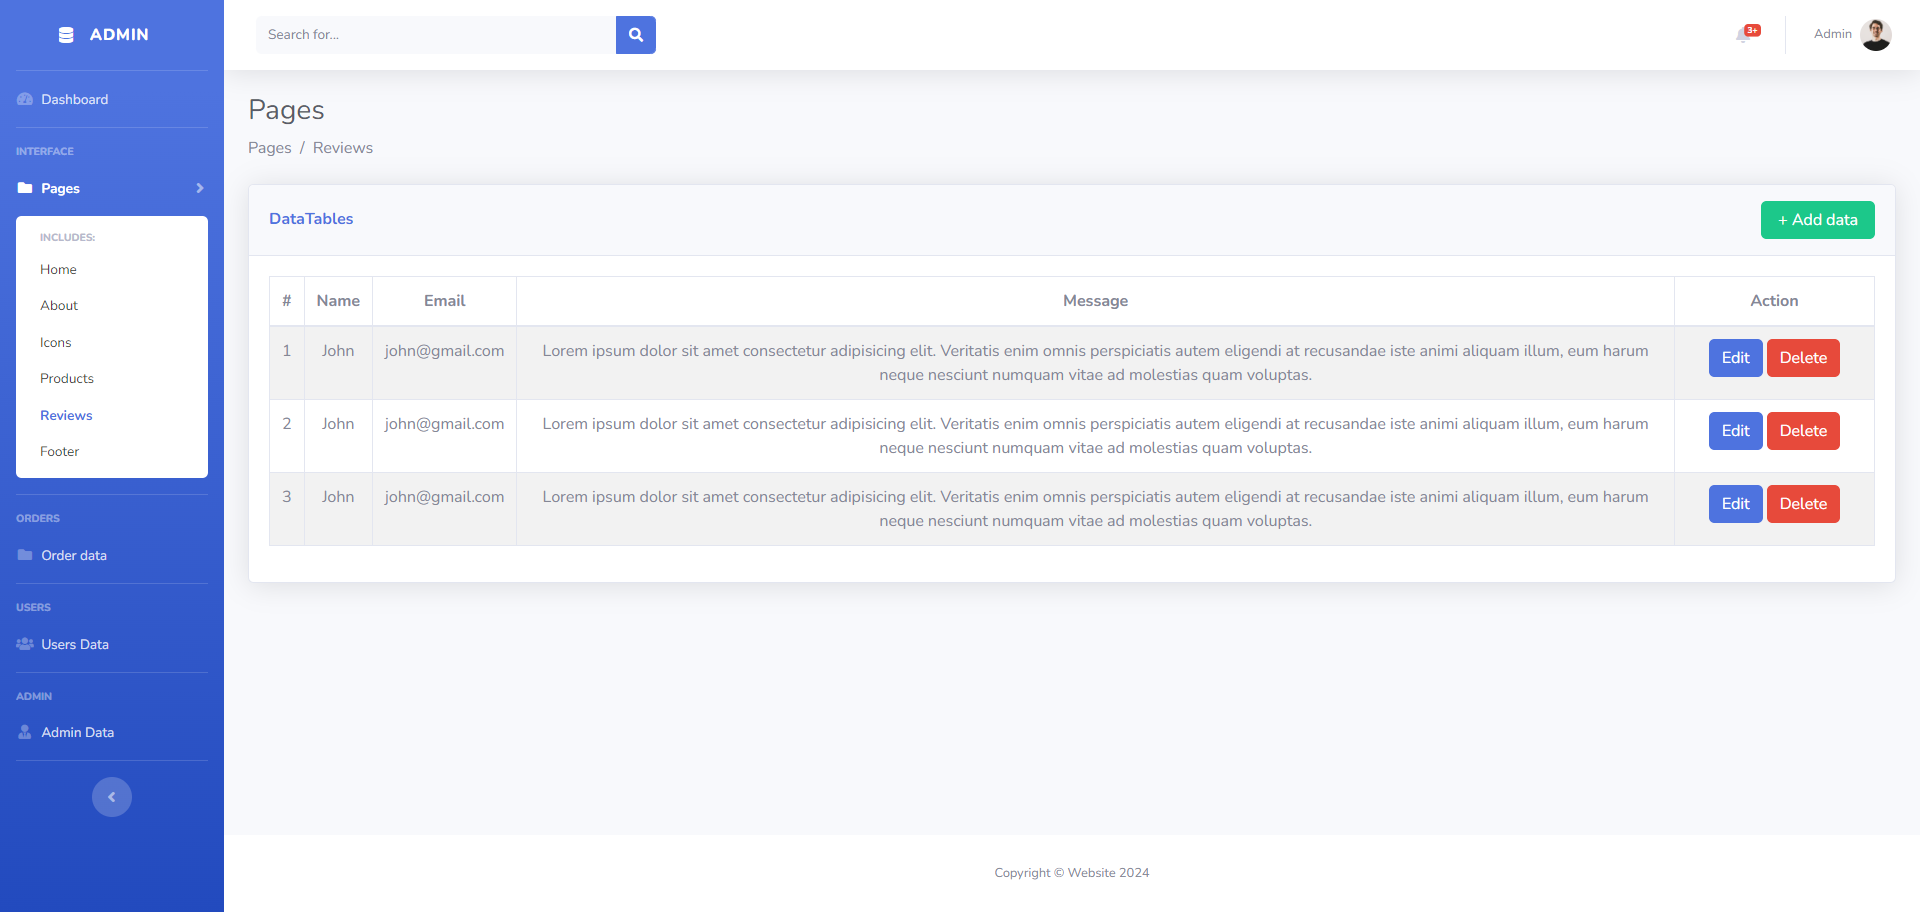 ADMIN
Dashboard
INTERFACE
Pages
INCLUDES:
Home
About
Icons
Products
Reviews
Footer
ORDERS
Order data
USERS
Users Data
ADMIN
Admin Data
Search for...
3+
Admin
Pages
Pages / Reviews
DataTables
+ Add data
# Name Email Message Action
1 John john@gmail.com Lorem ipsum dolor sit amet consectetur adipisicing elit. Veritatis enim omnis perspiciatis autem eligendi at recusandae iste animi aliquam illum, eum harum
neque nesciunt numquam vitae ad molestias quam voluptas.
Edit Delete
2 John john@gmail.com Lorem ipsum dolor sit amet consectetur adipisicing elit. Veritatis enim omnis perspiciatis autem eligendi at recusandae iste animi aliquam illum, eum harum
neque nesciunt numquam vitae ad molestias quam voluptas.
Edit Delete
3 John john@gmail.com Lorem ipsum dolor sit amet consectetur adipisicing elit. Veritatis enim omnis perspiciatis autem eligendi at recusandae iste animi aliquam illum, eum harum
neque nesciunt numquam vitae ad molestias quam voluptas.
Edit Delete
Copyright © Website 2024